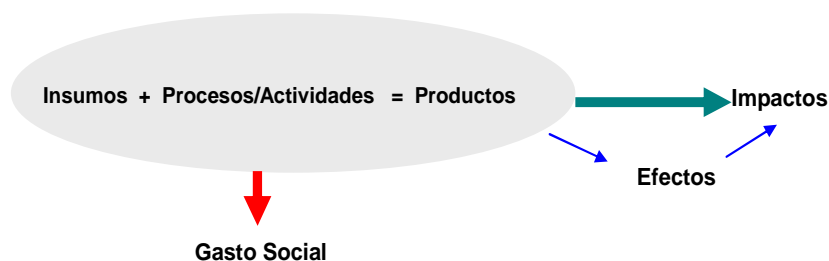 Insumos + Procesos/Actividades = Productos
Impactos
Efectos
Gasto Social